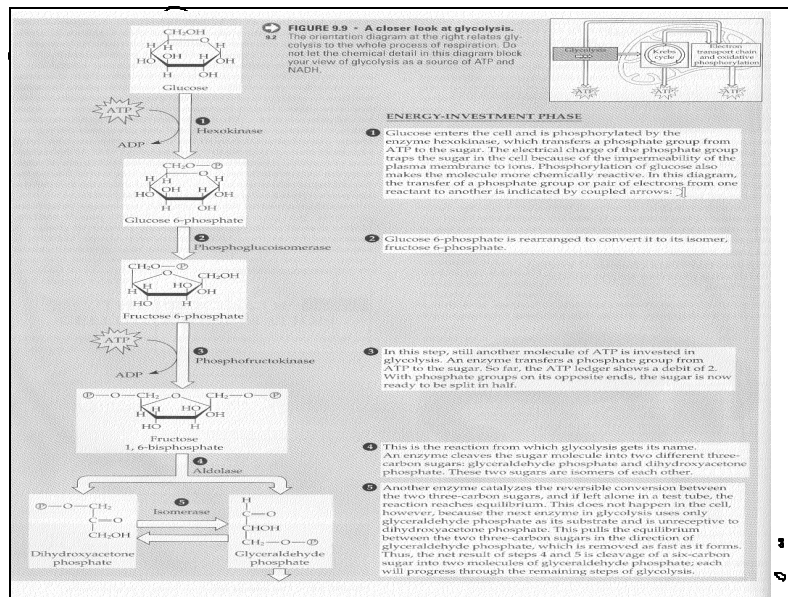 FIGURE 9.9 • A closer look at glycolysis.
9.2 The orientation diagram at the right relates gly-
colysis to the whole process of respiration. Do
not let the chemical detail in this diagram block
your view of glycolysis as a source of ATP and
NADH.
Glycolysis
Krebs
cycle
Electron
transport chain
and oxidative
phosphorylation
ATP
ATP
ATP
CH₂OH
O
H
H
H
OH
H
HO
OH
H
OH
Glucose
ATP
ADP
1
Hexokinase
CH₂O—P
O
H
H
H
OH
H
HO
OH
H
OH
Glucose 6-phosphate
2
Phosphoglucoisomerase
CH₂O—P
O
CH₂OH
H
HO
H
OH
HO
H
Fructose 6-phosphate
ATP
ADP
3
Phosphofructokinase
P—O—CH₂
O
CH₂—O—P
H
HO
H
OH
HO
H
Fructose
1, 6-bisphosphate
4
Aldolase
P—O—CH₂
C=O
CH₂OH
Dihydroxyacetone
phosphate
5
Isomerase
H
C=O
CHOH
CH₂—O—P
Glyceraldehyde
phosphate
ENERGY-INVESTMENT PHASE
1 Glucose enters the cell and is phosphorylated by the
enzyme hexokinase, which transfers a phosphate group from
ATP to the sugar. The electrical charge of the phosphate group
traps the sugar in the cell because of the impermeability of the
plasma membrane to ions. Phosphorylation of glucose also
makes the molecule more chemically reactive. In this diagram,
the transfer of a phosphate group or pair of electrons from one
reactant to another is indicated by coupled arrows:
2 Glucose 6-phosphate is rearranged to convert it to its isomer,
fructose 6-phosphate.
3 In this step, still another molecule of ATP is invested in
glycolysis. An enzyme transfers a phosphate group from
ATP to the sugar. So far, the ATP ledger shows a debit of 2.
With phosphate groups on its opposite ends, the sugar is now
ready to be split in half.
4 This is the reaction from which glycolysis gets its name.
An enzyme cleaves the sugar molecule into two different three-
carbon sugars: glyceraldehyde phosphate and dihydroxyacetone
phosphate. These two sugars are isomers of each other.
5 Another enzyme catalyzes the reversible conversion between
the two three-carbon sugars, and if left alone in a test tube, the
reaction reaches equilibrium. This does not happen in the cell,
however, because the next enzyme in glycolysis uses only
glyceraldehyde phosphate as its substrate and is unreceptive to
dihydroxyacetone phosphate. This pulls the equilibrium
between the two three-carbon sugars in the direction of
glyceraldehyde phosphate, which is removed as fast as it forms.
Thus, the net result of steps 4 and 5 is cleavage of a six-carbon
sugar into two molecules of glyceraldehyde phosphate; each
will progress through the remaining steps of glycolysis.